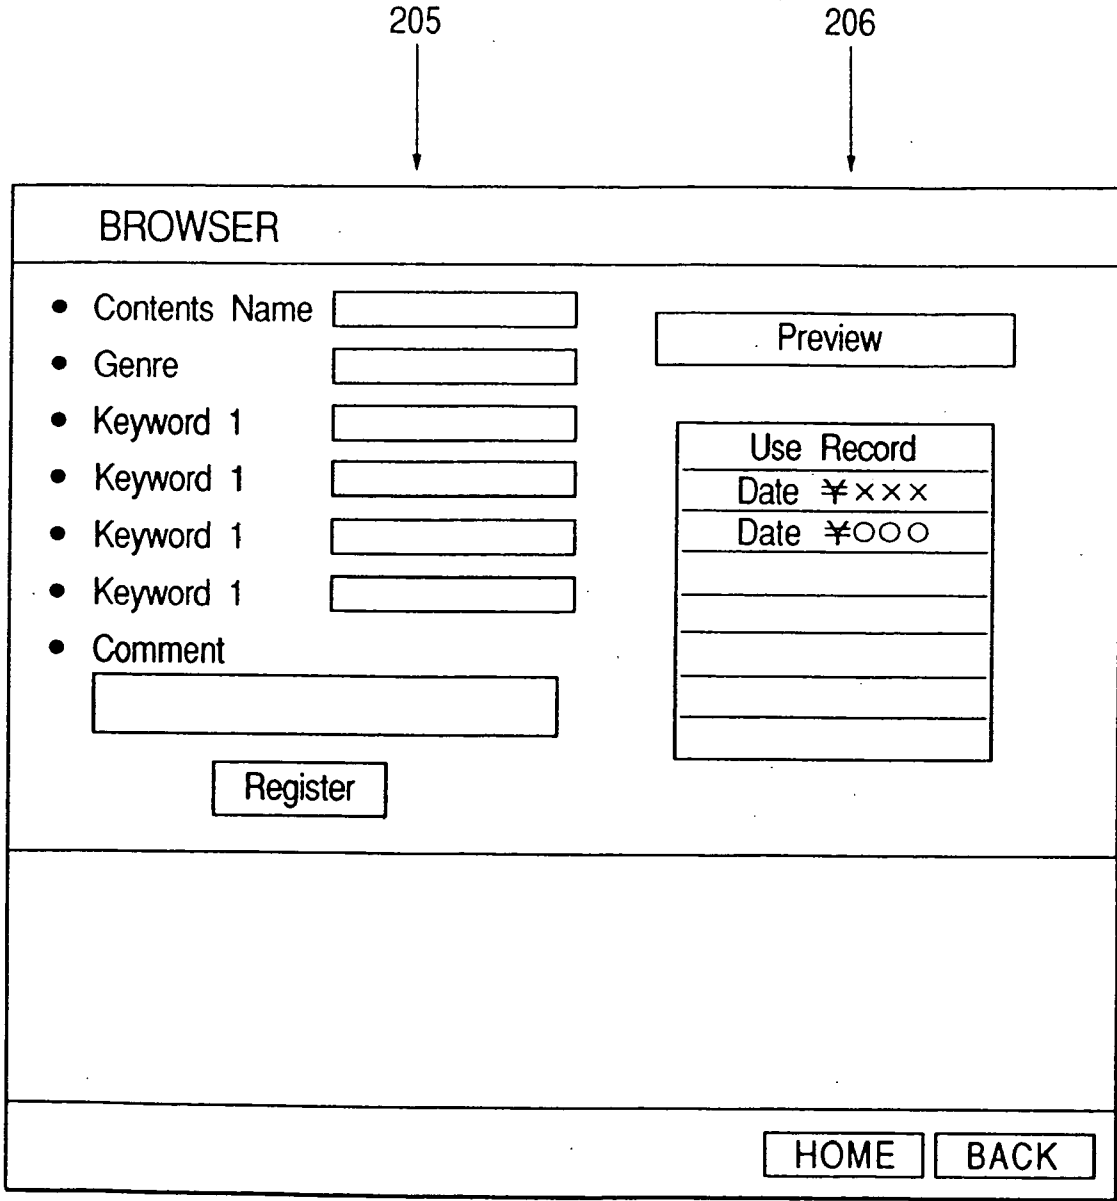 205
206
BROWSER
• Contents Name
• Genre
• Keyword 1
• Keyword 1
• Keyword 1
• Keyword 1
• Comment
Register
Preview
Use Record
Date ¥×××
Date ¥○○○
HOME
BACK